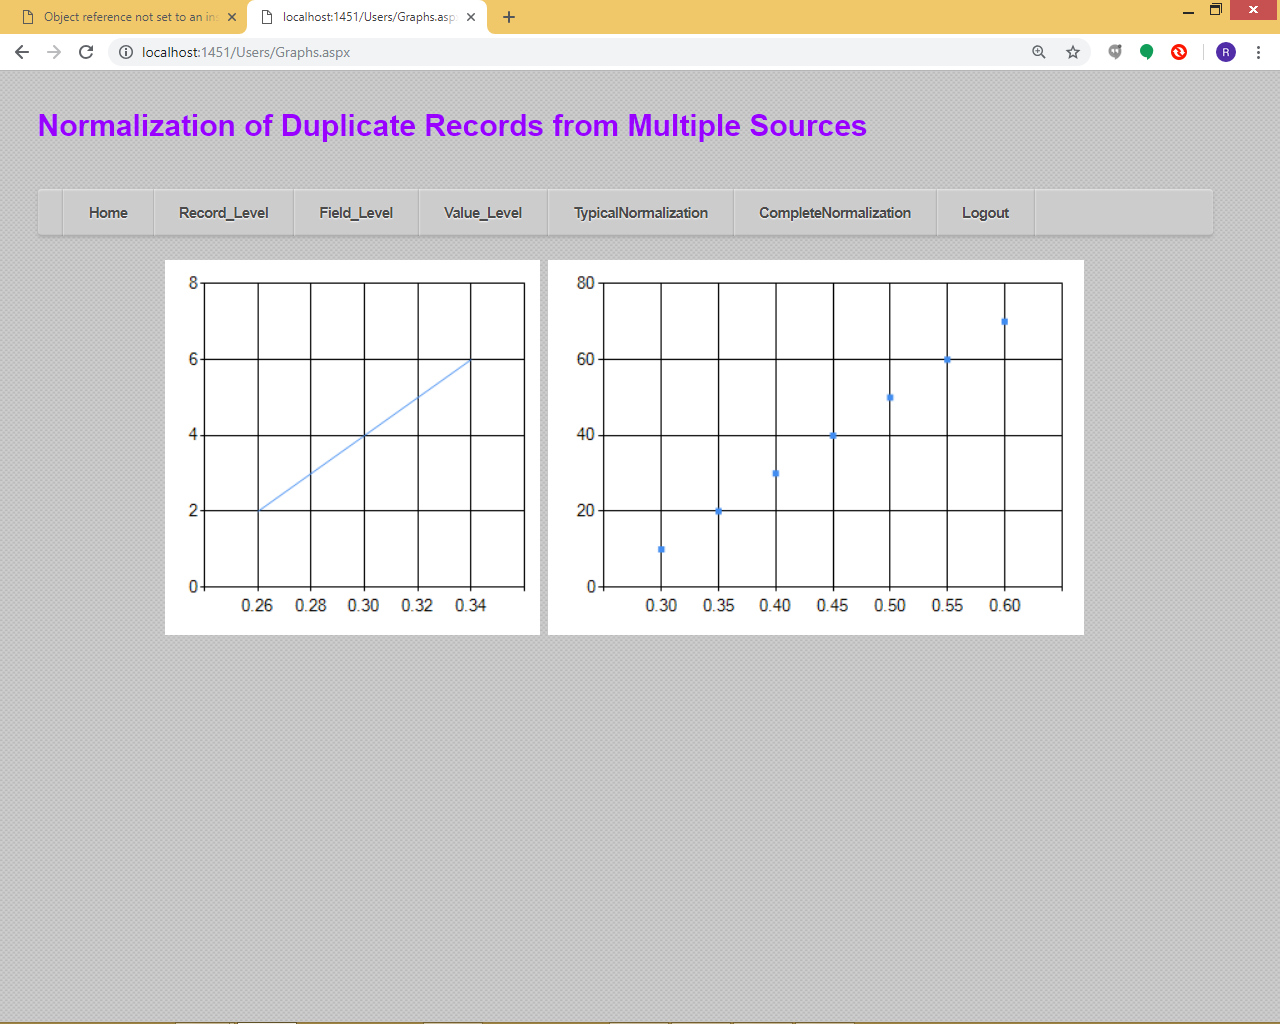 Object reference not set to an ins
localhost:1451/Users/Graphs.asp
localhost:1451/Users/Graphs.aspx
R
Normalization of Duplicate Records from Multiple Sources
Home Record_Level Field_Level Value_Level TypicalNormalization CompleteNormalization Logout
8
6
4
2
0
0.26 0.28 0.30 0.32 0.34
80
60
40
20
0
0.30 0.35 0.40 0.45 0.50 0.55 0.60